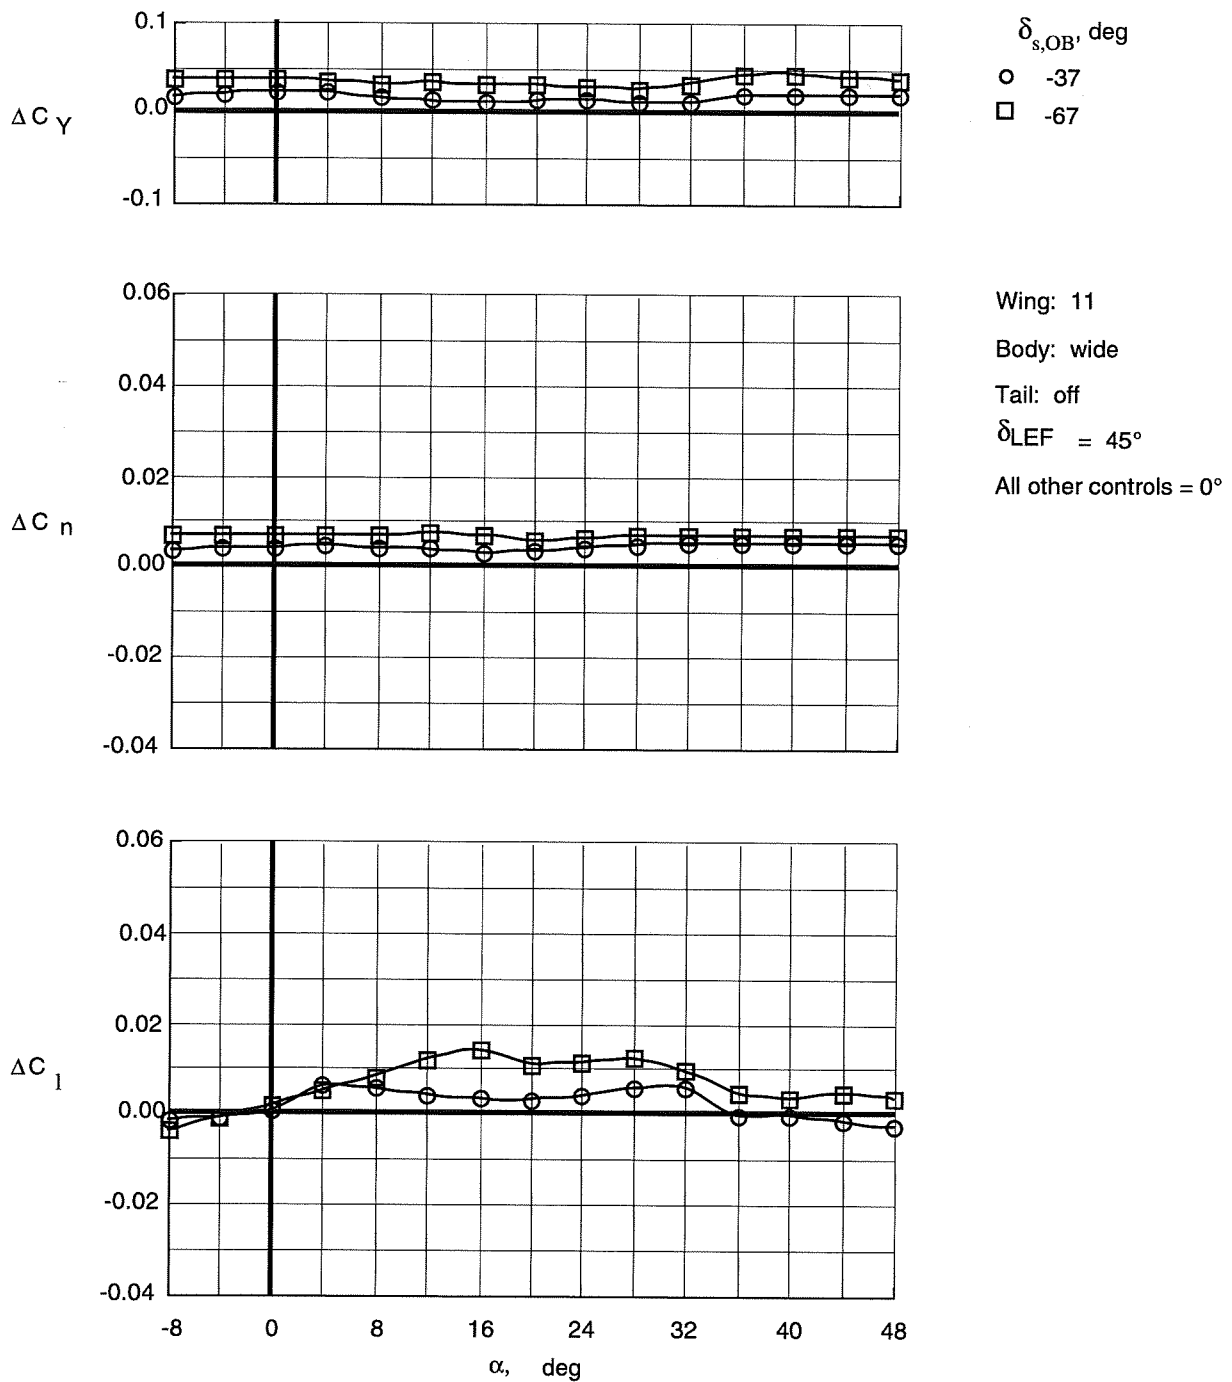 0.1
ΔC Y
0.0
-0.1
δs,OB, deg
-37
-67
0.06
0.04
0.02
ΔC n
0.00
-0.02
-0.04
Wing: 11
Body: wide
Tail: off
δLEF = 45°
All other controls = 0°
0.06
0.04
0.02
ΔC l
0.00
-0.02
-0.04
-8 0 8 16 24 32 40 48
α, deg